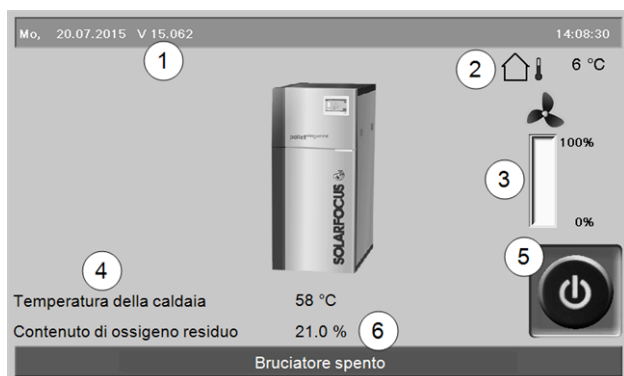 Mo, 20.07.2015 V 15.062 14:08:30
1
2
6 °C
100%
3
0%
pelletelegance
SOLARFOCUS
4
5
Temperatura della caldaia 58 °C
Contenuto di ossigeno residuo 21.0 % 6
Bruciatore spento